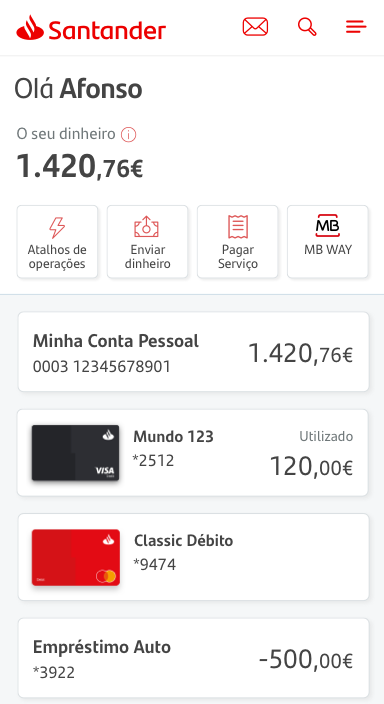 Santander
Olá Afonso
O seu dinheiro
1.420,76€
Atalhos de
operações
Enviar
dinheiro
Pagar
Serviço
MB
MB WAY
Minha Conta Pessoal
0003 12345678901
1.420,76€
Mundo 123
*2512
Utilizado
120,00€
VISA
Classic Débito
*9474
Empréstimo Auto
*3922
-500,00€